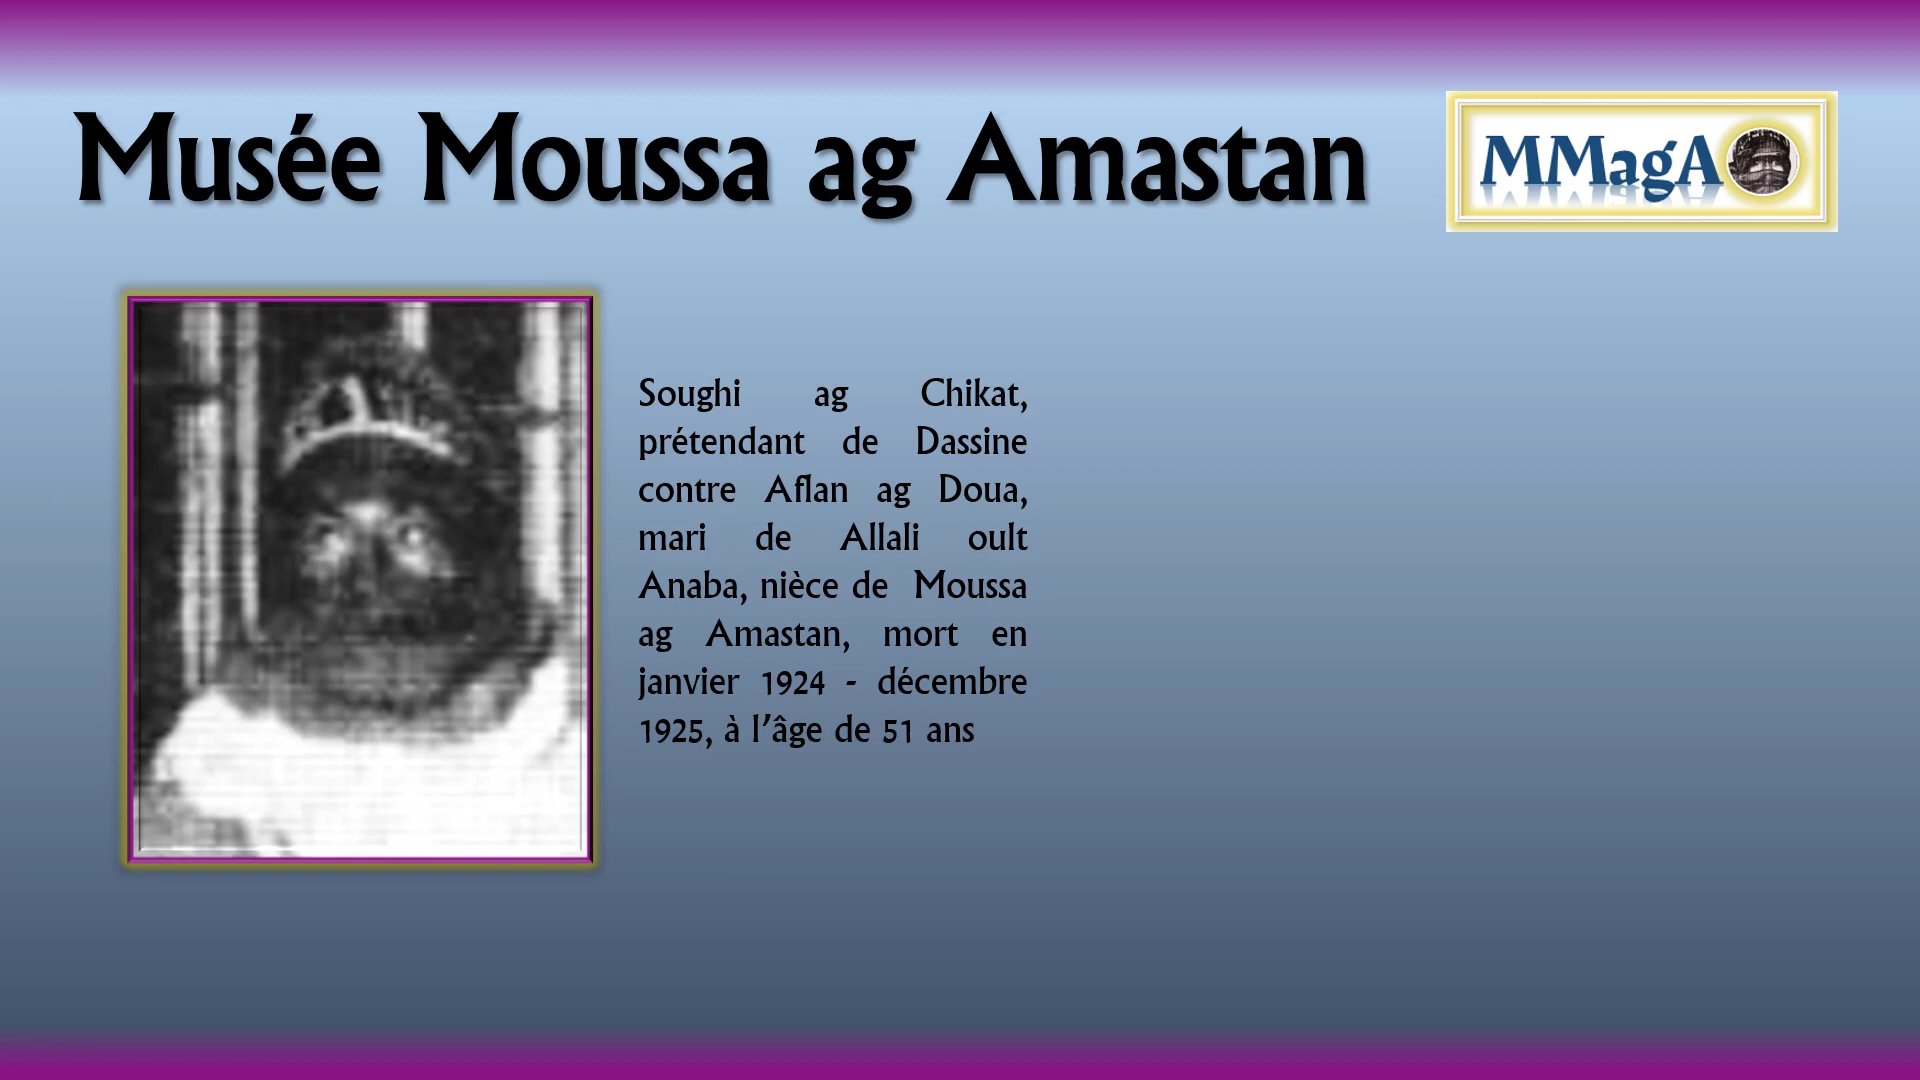 Musée Moussa ag Amastan
MMagA
Soughi ag Chikat,
prétendant de Dassine
contre Aflan ag Doua,
mari de Allali oult
Anaba, nièce de Moussa
ag Amastan, mort en
janvier 1924 - décembre
1925, à l’âge de 51 ans